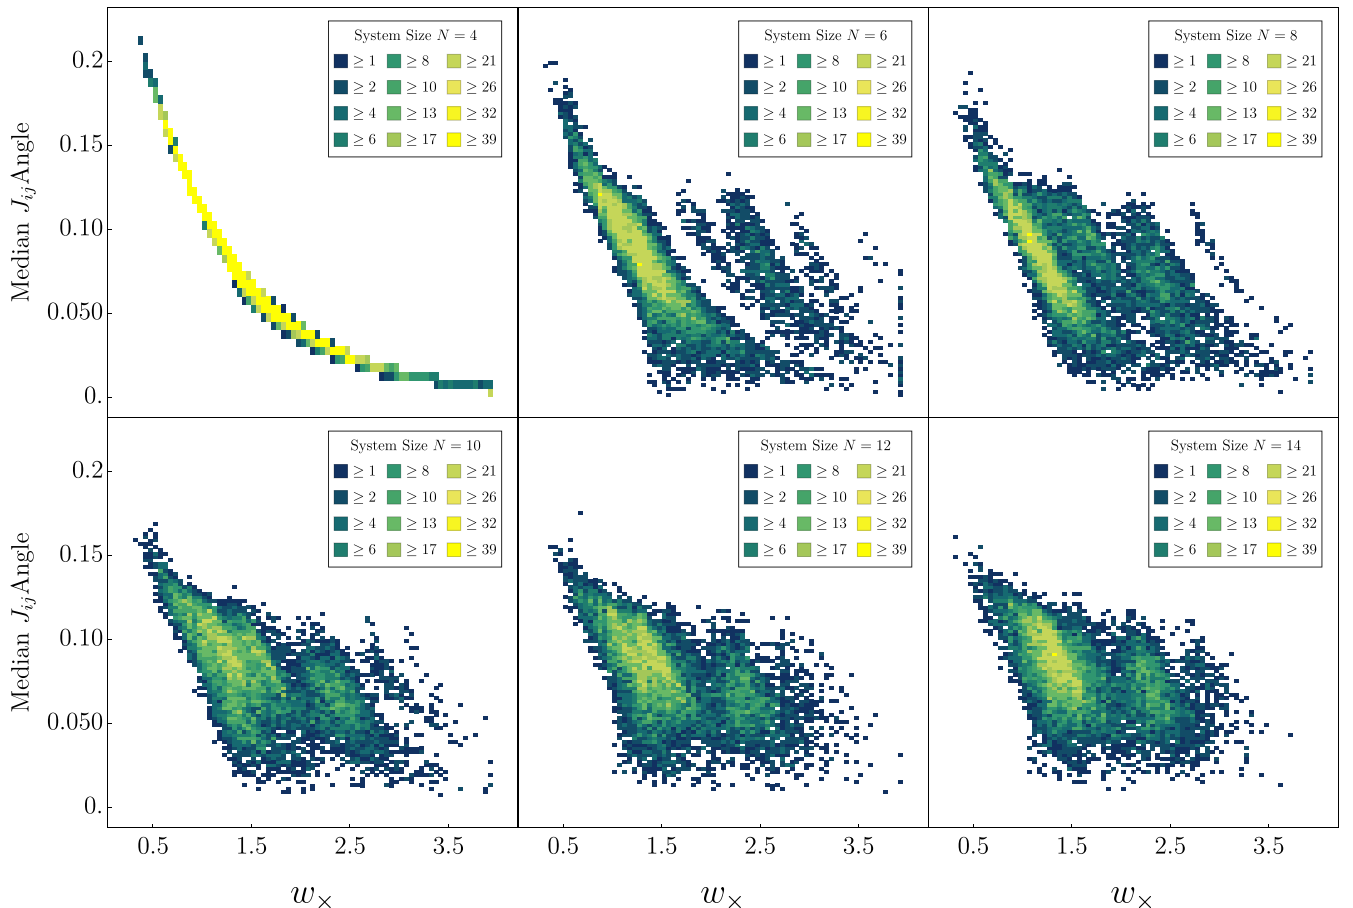 System Size N = 4
≥ 1 ≥ 8 ≥ 21
≥ 2 ≥ 10 ≥ 26
≥ 4 ≥ 13 ≥ 32
≥ 6 ≥ 17 ≥ 39
System Size N = 6
≥ 1 ≥ 8 ≥ 21
≥ 2 ≥ 10 ≥ 26
≥ 4 ≥ 13 ≥ 32
≥ 6 ≥ 17 ≥ 39
System Size N = 8
≥ 1 ≥ 8 ≥ 21
≥ 2 ≥ 10 ≥ 26
≥ 4 ≥ 13 ≥ 32
≥ 6 ≥ 17 ≥ 39
Median J_{ij} Angle
0.2
0.15
0.10
0.050
0.
System Size N = 10
≥ 1 ≥ 8 ≥ 21
≥ 2 ≥ 10 ≥ 26
≥ 4 ≥ 13 ≥ 32
≥ 6 ≥ 17 ≥ 39
System Size N = 12
≥ 1 ≥ 8 ≥ 21
≥ 2 ≥ 10 ≥ 26
≥ 4 ≥ 13 ≥ 32
≥ 6 ≥ 17 ≥ 39
System Size N = 14
≥ 1 ≥ 8 ≥ 21
≥ 2 ≥ 10 ≥ 26
≥ 4 ≥ 13 ≥ 32
≥ 6 ≥ 17 ≥ 39
Median J_{ij} Angle
0.2
0.15
0.10
0.050
0.
0.5 1.5 2.5 3.5 0.5 1.5 2.5 3.5 0.5 1.5 2.5 3.5
w_× w_× w_×